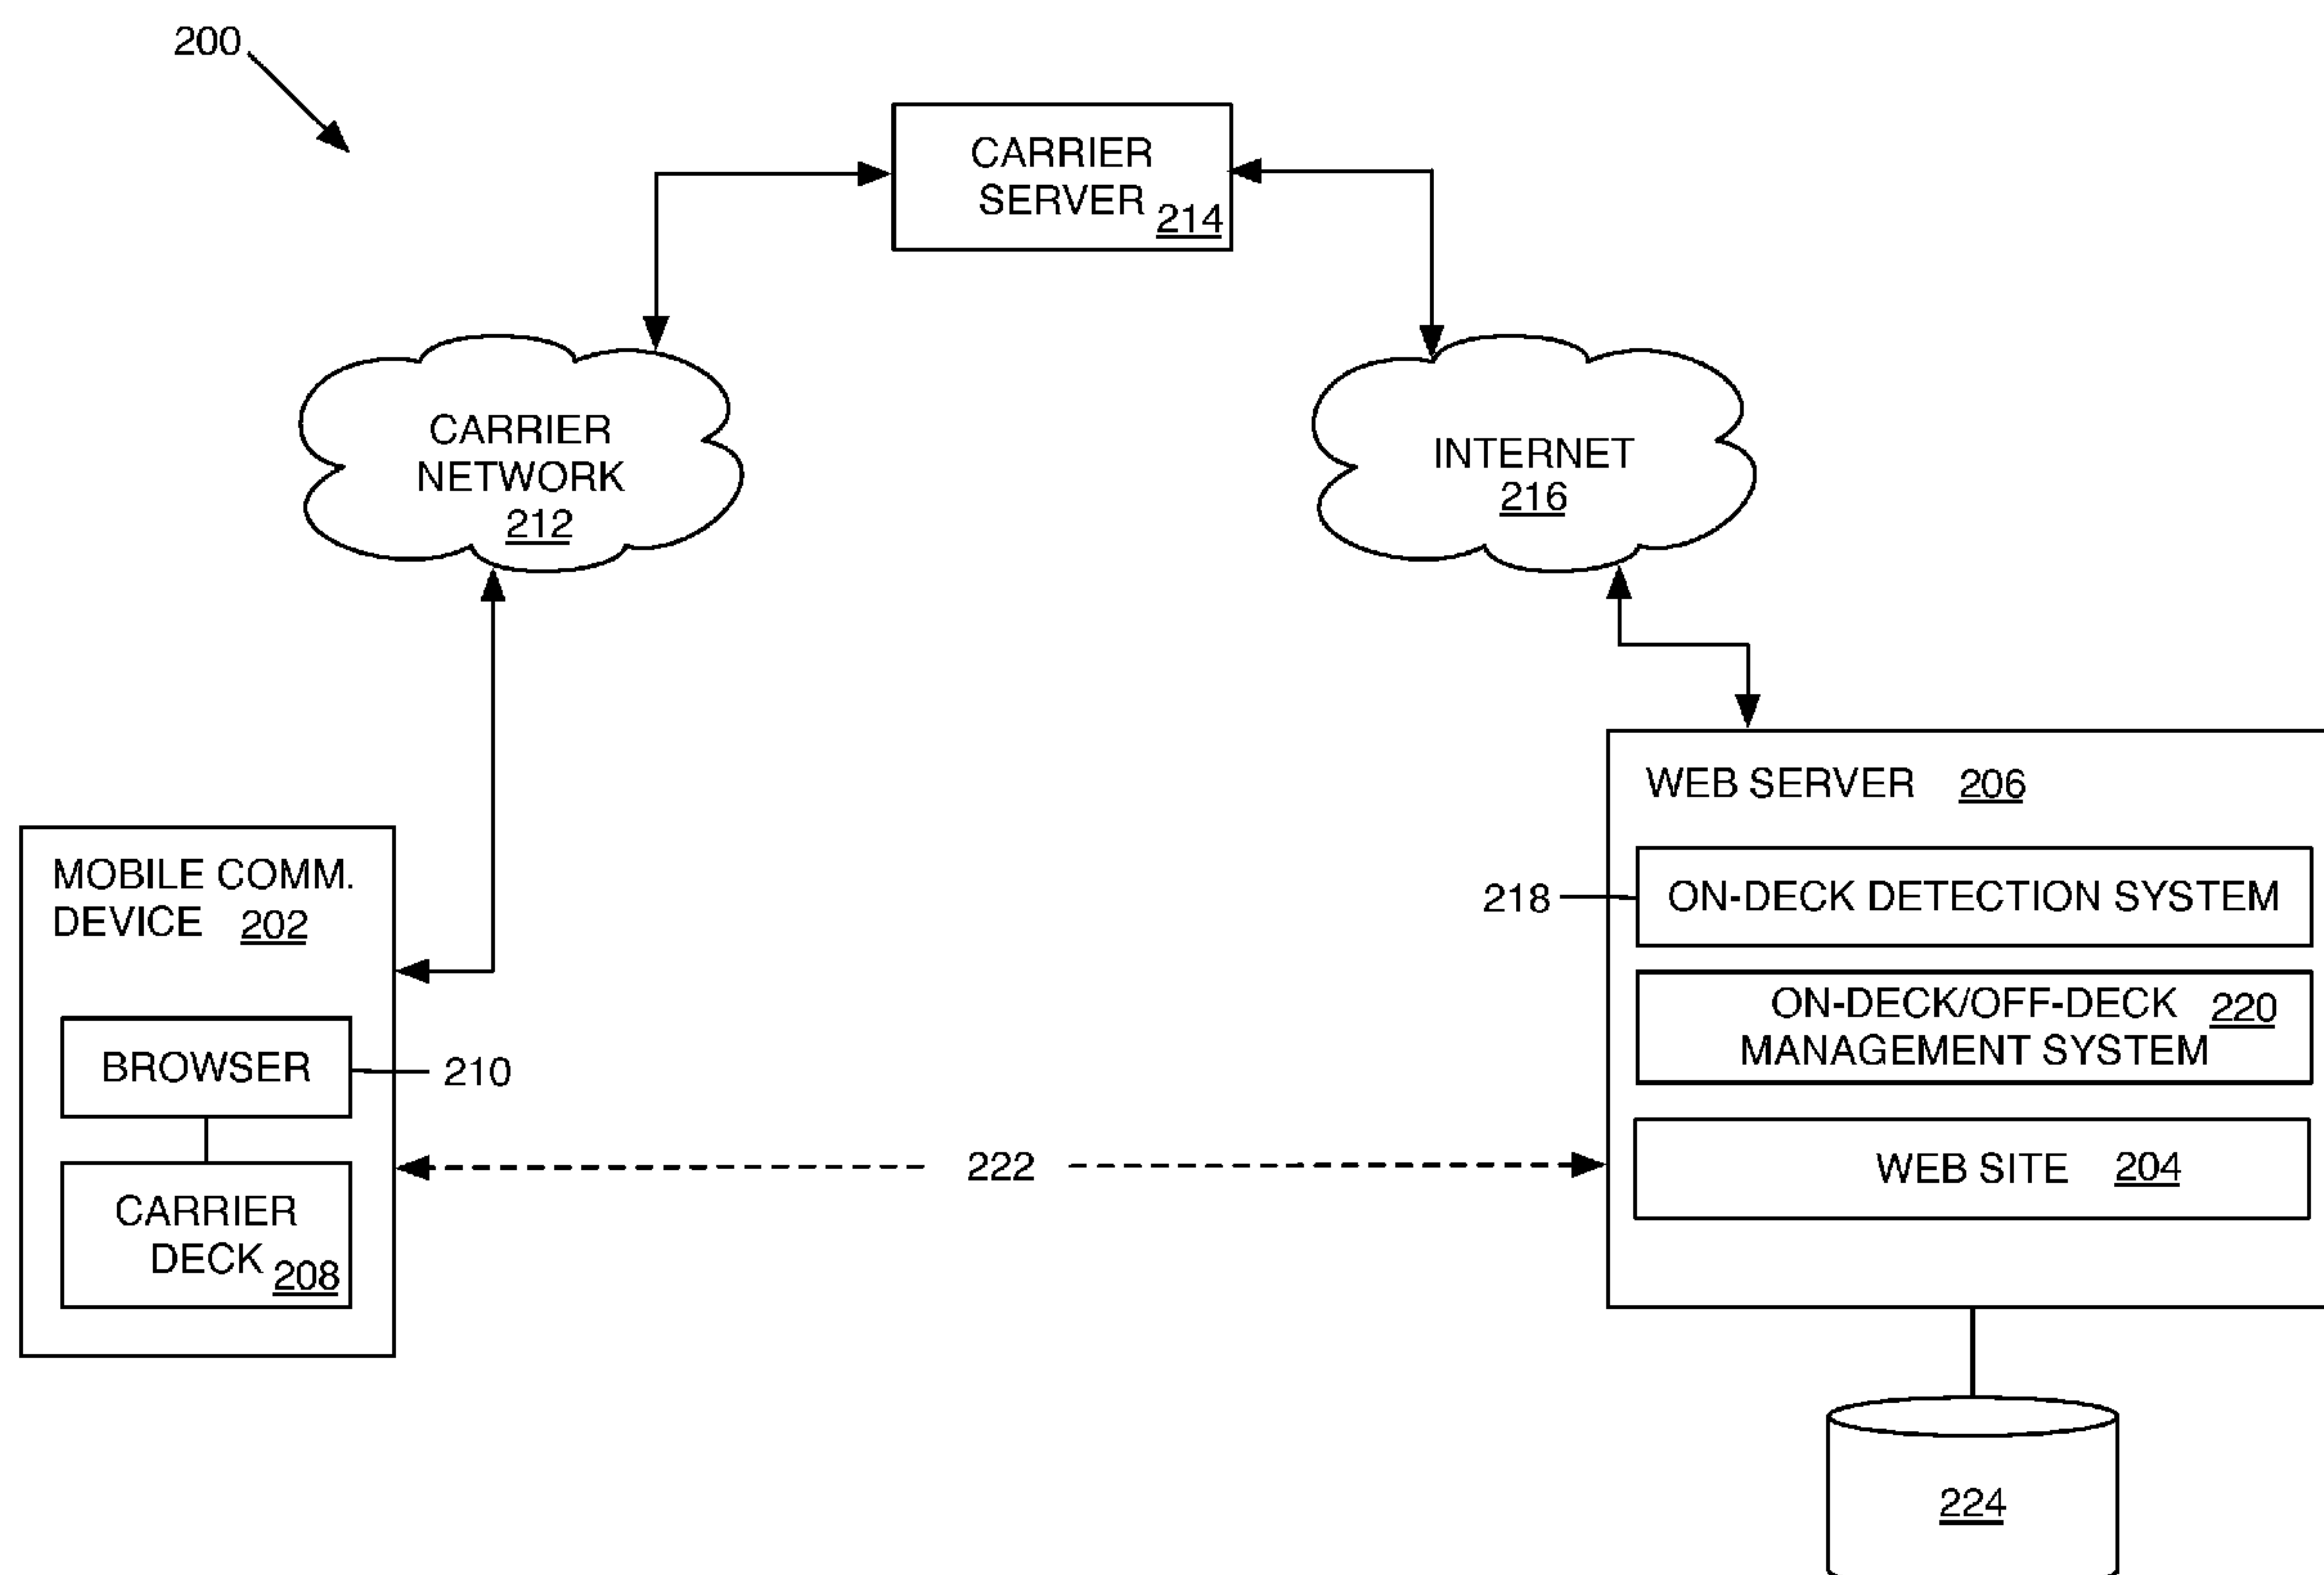 200
CARRIER
SERVER 214
CARRIER
NETWORK
212
INTERNET
216
WEB SERVER 206
MOBILE COMM.
DEVICE 202
218
ON-DECK DETECTION SYSTEM
ON-DECK/OFF-DECK 220
MANAGEMENT SYSTEM
BROWSER
210
222
WEB SITE 204
CARRIER
DECK 208
224